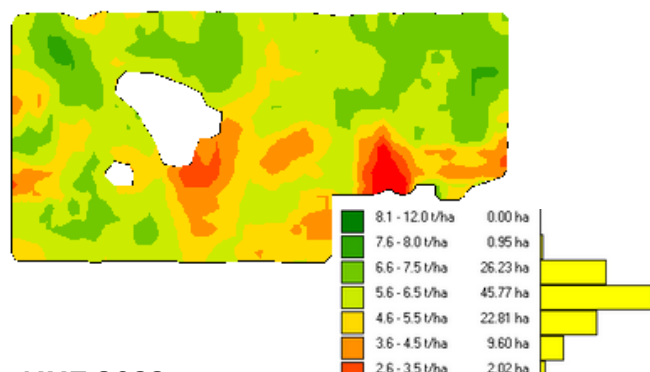 8.1 - 12.0 t/ha 0.00 ha
7.6 - 8.0 t/ha 0.95 ha
6.6 - 7.5 t/ha 26.23 ha
5.6 - 6.5 t/ha 45.77 ha
4.6 - 5.5 t/ha 22.81 ha
3.6 - 4.5 t/ha 9.60 ha
2.6 - 3.5 t/ha 2.02 ha